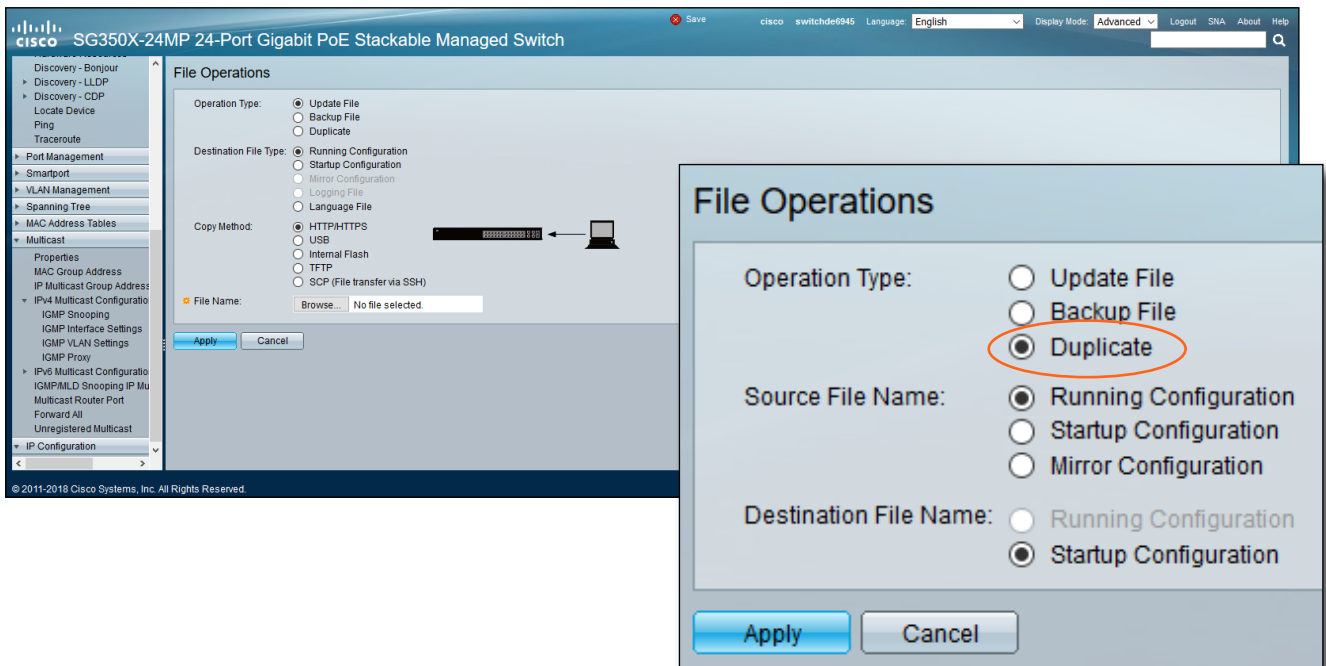 Save cisco switchde6945 Language: English Display Mode: Advanced Logout SNA About Help
CISCO SG350X-24MP 24-Port Gigabit PoE Stackable Managed Switch
Discovery - Bonjour
Discovery - LLDP
Discovery - CDP
Locate Device
Ping
Traceroute
Port Management
Smartport
VLAN Management
Spanning Tree
MAC Address Tables
Multicast
Properties
MAC Group Address
IP Multicast Group Address
IPv4 Multicast Configuratio
IGMP Snooping
IGMP Interface Settings
IGMP VLAN Settings
IGMP Proxy
IPv6 Multicast Configuratio
IGMP/MLD Snooping IP Mu
Multicast Router Port
Forward All
Unregistered Multicast
IP Configuration
File Operations
Operation Type: Update File
Backup File
Duplicate
Destination File Type: Running Configuration
Startup Configuration
Mirror Configuration
Logging File
Language File
Copy Method: HTTP/HTTPS
USB
Internal Flash
TFTP
SCP (File transfer via SSH)
File Name: Browse... No file selected.
Apply Cancel
© 2011-2018 Cisco Systems, Inc. All Rights Reserved.
File Operations
Operation Type: Update File
Backup File
Duplicate
Source File Name: Running Configuration
Startup Configuration
Mirror Configuration
Destination File Name: Running Configuration
Startup Configuration
Apply Cancel